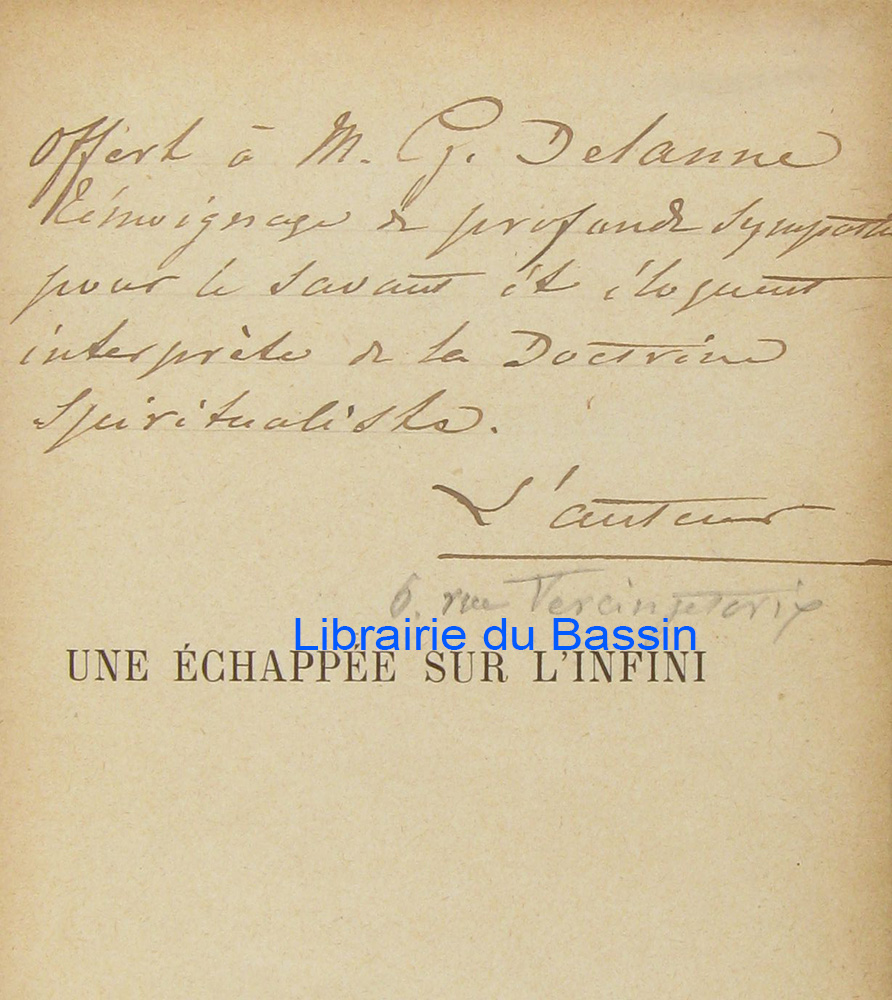 Offert à M. G. Delanne
Témoignage de profonde sympathie
pour le savant et éloquent
interprète de la Doctrine
Spiritualiste.
L'auteur
6, rue Vercingetorix
Librairie du Bassin
UNE ÉCHAPPÉE SUR L'INFINI